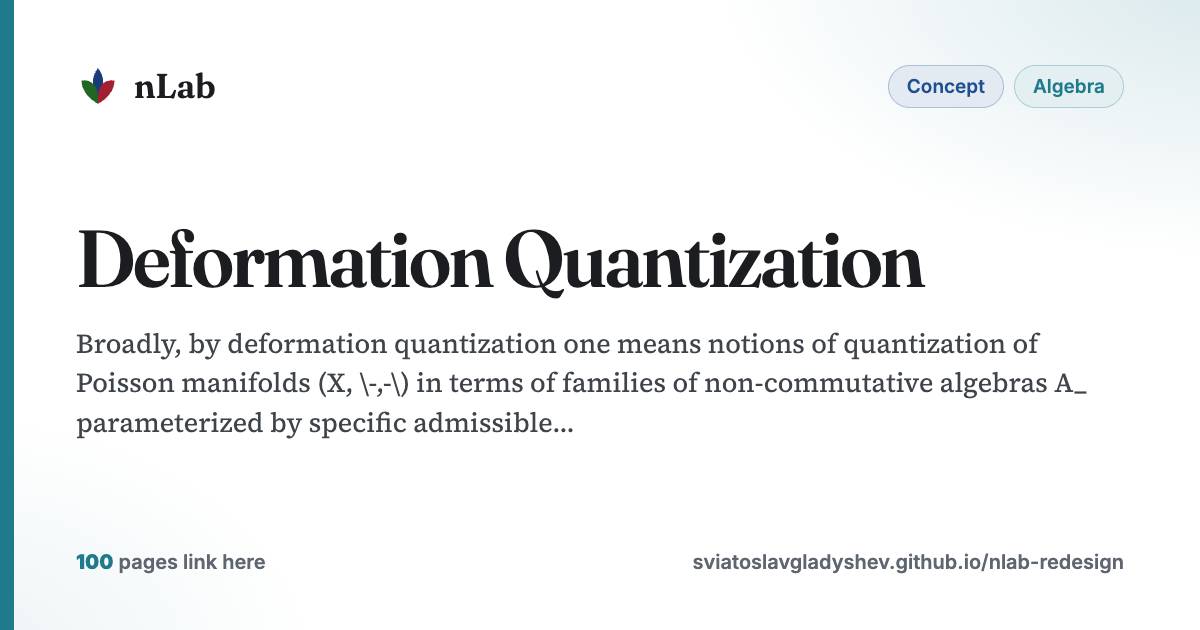 nLab
Concept
Algebra
Deformation Quantization
Broadly, by deformation quantization one means notions of quantization of
Poisson manifolds (X, \-,-\) in terms of families of non-commutative algebras A_
parameterized by specific admissible...
100 pages link here
sviatoslavgladyshev.github.io/nlab-redesign